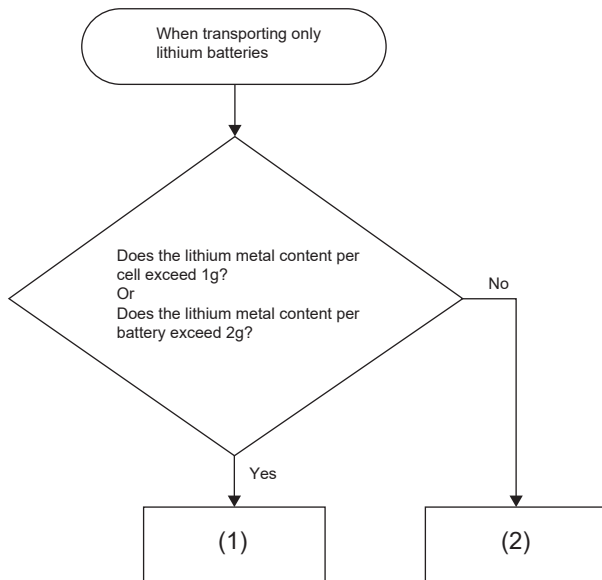 When transporting only
lithium batteries
Does the lithium metal content per
cell exceed 1g?
Or
Does the lithium metal content per
battery exceed 2g?
No
Yes
(1)
(2)